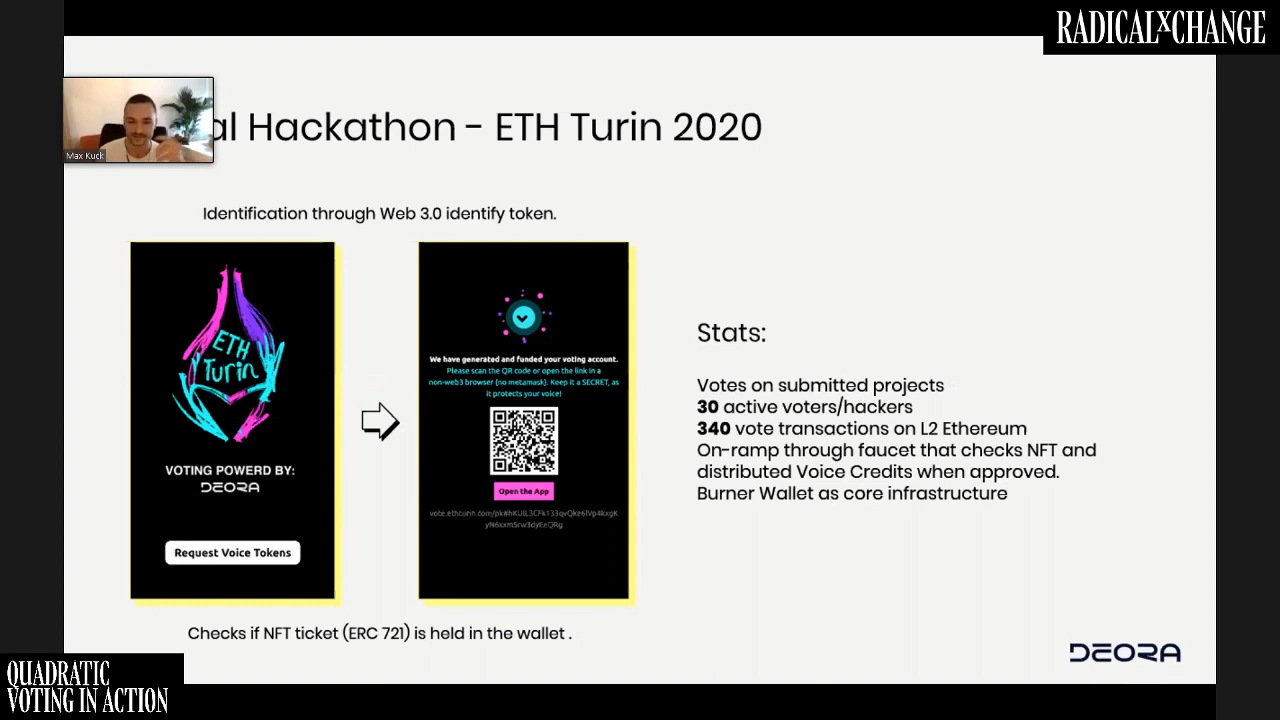 RADICALXCHANGE
Max Kuck
al Hackathon - ETH Turin 2020
Identification through Web 3.0 identify token.
ETH
Turin
VOTING POWERD BY:
DEORA
Request Voice Tokens
We have generated and funded your voting account.
Please scan the QR code or open the link in a
non-web3 browser (no metamask). Keep it a SECRET, as
it protects your voice!
Open the App
Checks if NFT ticket (ERC 721) is held in the wallet .
Stats:
Votes on submitted projects
30 active voters/hackers
340 vote transactions on L2 Ethereum
On-ramp through faucet that checks NFT and
distributed Voice Credits when approved.
Burner Wallet as core infrastructure
DEORA
QUADRATIC
VOTING IN ACTION